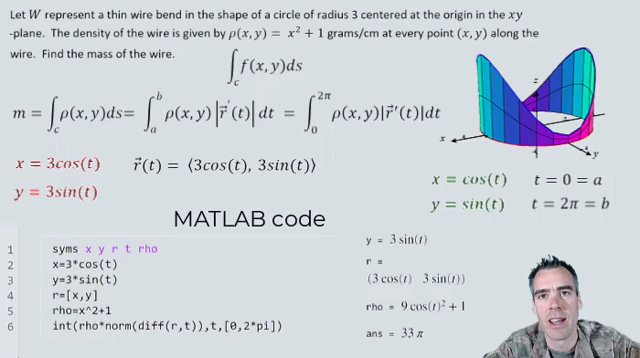 Let W represent a thin wire bend in the shape of a circle of radius 3 centered at the origin in the xy
-plane. The density of the wire is given by ρ(x, y) = x² + 1 grams/cm at every point (x, y) along the
wire. Find the mass of the wire.
∫_c f(x, y)ds
m = ∫_c ρ(x, y)ds= ∫_a^b ρ(x, y) |r⃗′(t)| dt = ∫_0^2π ρ(x, y)|r⃗′(t)|dt
x = 3cos(t)
y = 3sin(t)
r⃗(t) = ⟨3cos(t), 3sin(t)⟩
z
x
y
x = cos(t) t = 0 = a
y = sin(t) t = 2π = b
MATLAB code
1 syms x y r t rho
2 x=3*cos(t)
3 y=3*sin(t)
4 r=[x,y]
5 rho=x^2+1
6 int(rho*norm(diff(r,t)),t,[0,2*pi])
y = 3 sin(t)
r =
(3 cos(t) 3 sin(t))
rho = 9 cos(t)² + 1
ans = 33 π